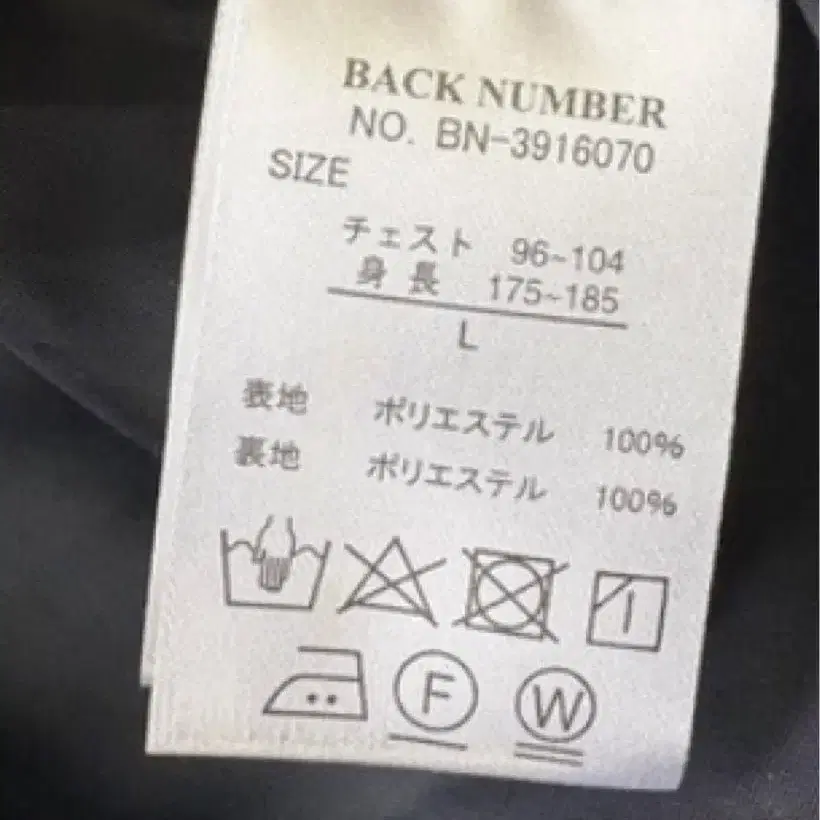 BACK NUMBER
NO. BN-3916070
SIZE
チェスト 96~104
身長 175~185
L
表地 ポリエステル 100%
裏地 ポリエステル 100%
F
W